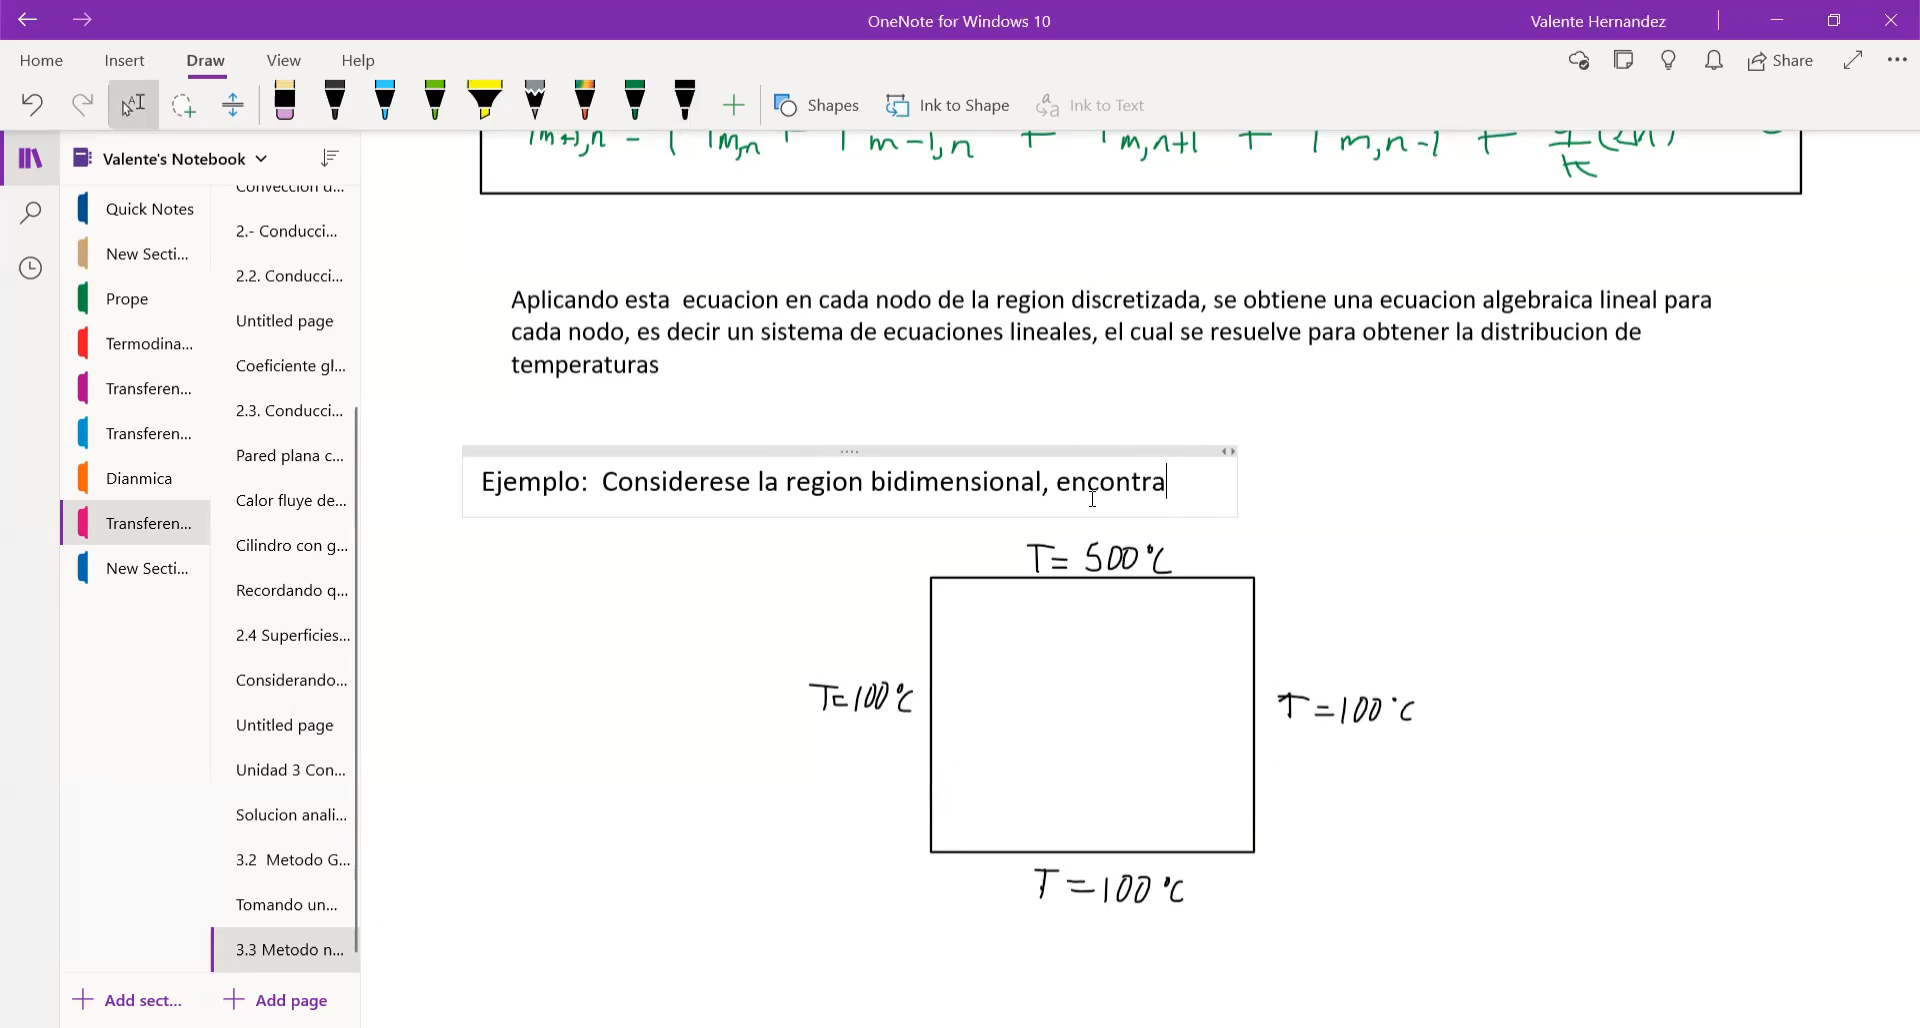 OneNote for Windows 10
Valente Hernandez
Home Insert Draw View Help
Share
Shapes
Ink to Shape
Ink to Text
Valente's Notebook
Quick Notes
New Secti...
Prope
Termodina...
Transferen...
Transferen...
Dianmica
Transferen...
New Secti...
Conveccion d...
2.- Conducci...
2.2. Conducci...
Untitled page
Coeficiente gl...
2.3. Conducci...
Pared plana c...
Calor fluye de...
Cilindro con g...
Recordando q...
2.4 Superficies...
Considerando...
Untitled page
Unidad 3 Con...
Solucion anali...
3.2 Metodo G...
Tomando un...
3.3 Metodo n...
Add sect...
Add page
Aplicando esta ecuacion en cada nodo de la region discretizada, se obtiene una ecuacion algebraica lineal para
cada nodo, es decir un sistema de ecuaciones lineales, el cual se resuelve para obtener la distribucion de
temperaturas
Ejemplo: Considerese la region bidimensional, encontra
T= 500°C
T=100°C
T=100°C
T=100°C